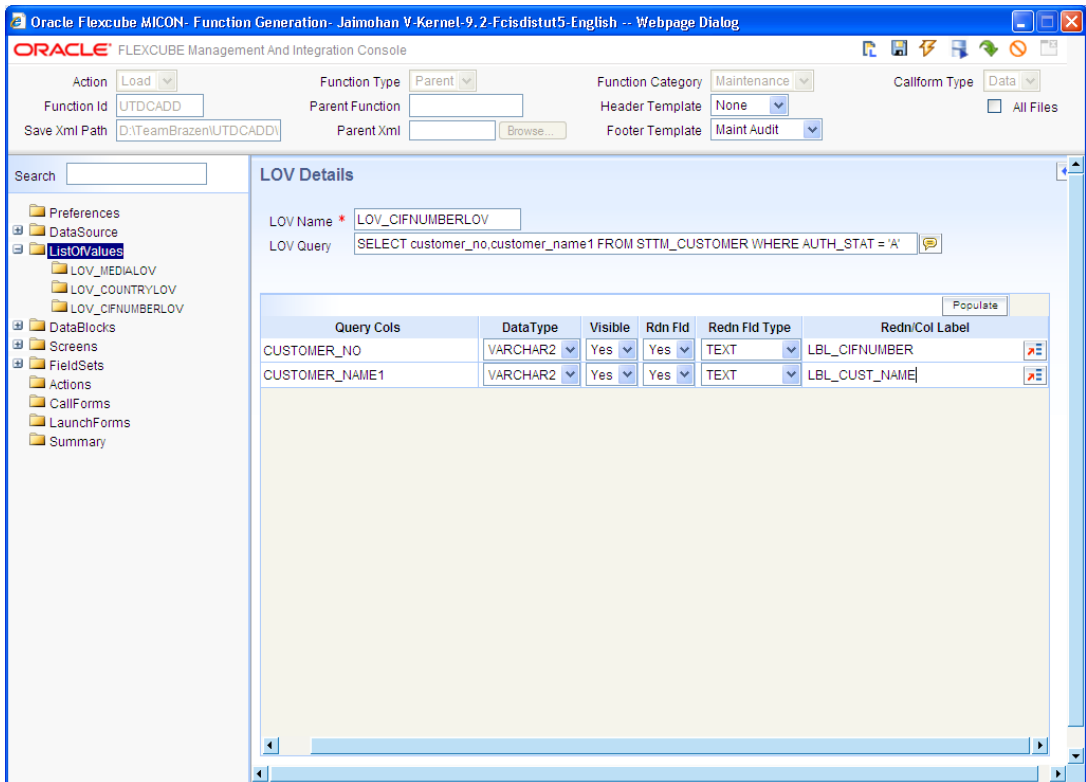 Oracle Flexcube MICON- Function Generation- Jaimohan V-Kernel-9.2-Fcisdistut5-English -- Webpage Dialog
ORACLE FLEXCUBE Management And Integration Console
Action Load Function Type Parent Function Category Maintenance Callform Type Data
Function Id UTDCADD Parent Function Header Template None All Files
Save Xml Path D:\TeamBrazen\UTDCADD\ Parent Xml Browse... Footer Template Maint Audit
Search
Preferences
DataSource
ListOfValues
LOV_MEDIALOV
LOV_COUNTRYLOV
LOV_CIFNUMBERLOV
DataBlocks
Screens
FieldSets
Actions
CallForms
LaunchForms
Summary
LOV Details
LOV Name * LOV_CIFNUMBERLOV
LOV Query SELECT customer_no,customer_name1 FROM STTM_CUSTOMER WHERE AUTH_STAT = 'A'
Populate
Query Cols DataType Visible Rdn Fld Redn Fld Type Redn/Col Label
CUSTOMER_NO VARCHAR2 Yes Yes TEXT LBL_CIFNUMBER
CUSTOMER_NAME1 VARCHAR2 Yes Yes TEXT LBL_CUST_NAME